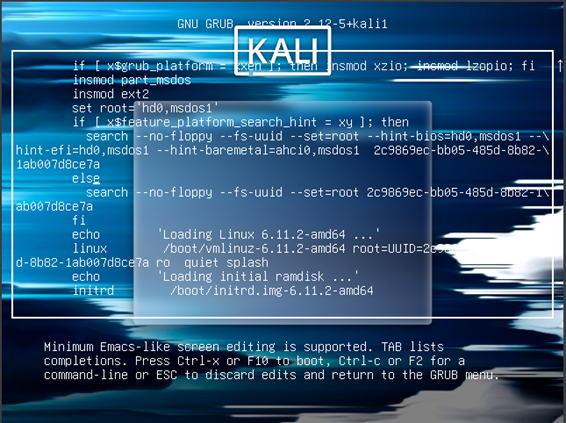 GNU GRUB  version 2.12-5+kali1
KALI
if [ x$grub_platform = xxen ]; then insmod xzio; insmod lzopio; fi ↑
insmod part_msdos
insmod ext2
set root='hd0,msdos1'
if [ x$feature_platform_search_hint = xy ]; then
search --no-floppy --fs-uuid --set=root --hint-bios=hd0,msdos1 --\
hint-efi=hd0,msdos1 --hint-baremetal=ahci0,msdos1  2c9869ec-bb05-485d-8b82-\
1ab007d8ce7a
else
search --no-floppy --fs-uuid --set=root 2c9869ec-bb05-485d-8b82-1\
ab007d8ce7a
fi
echo 'Loading Linux 6.11.2-amd64 ...'
linux /boot/vmlinuz-6.11.2-amd64 root=UUID=
d-8b82-1ab007d8ce7a ro  quiet splash
echo 'Loading initial ramdisk ...'
initrd /boot/initrd.img-6.11.2-amd64
Minimum Emacs-like screen editing is supported. TAB lists
completions. Press Ctrl-x or F10 to boot, Ctrl-c or F2 for a
command-line or ESC to discard edits and return to the GRUB menu.